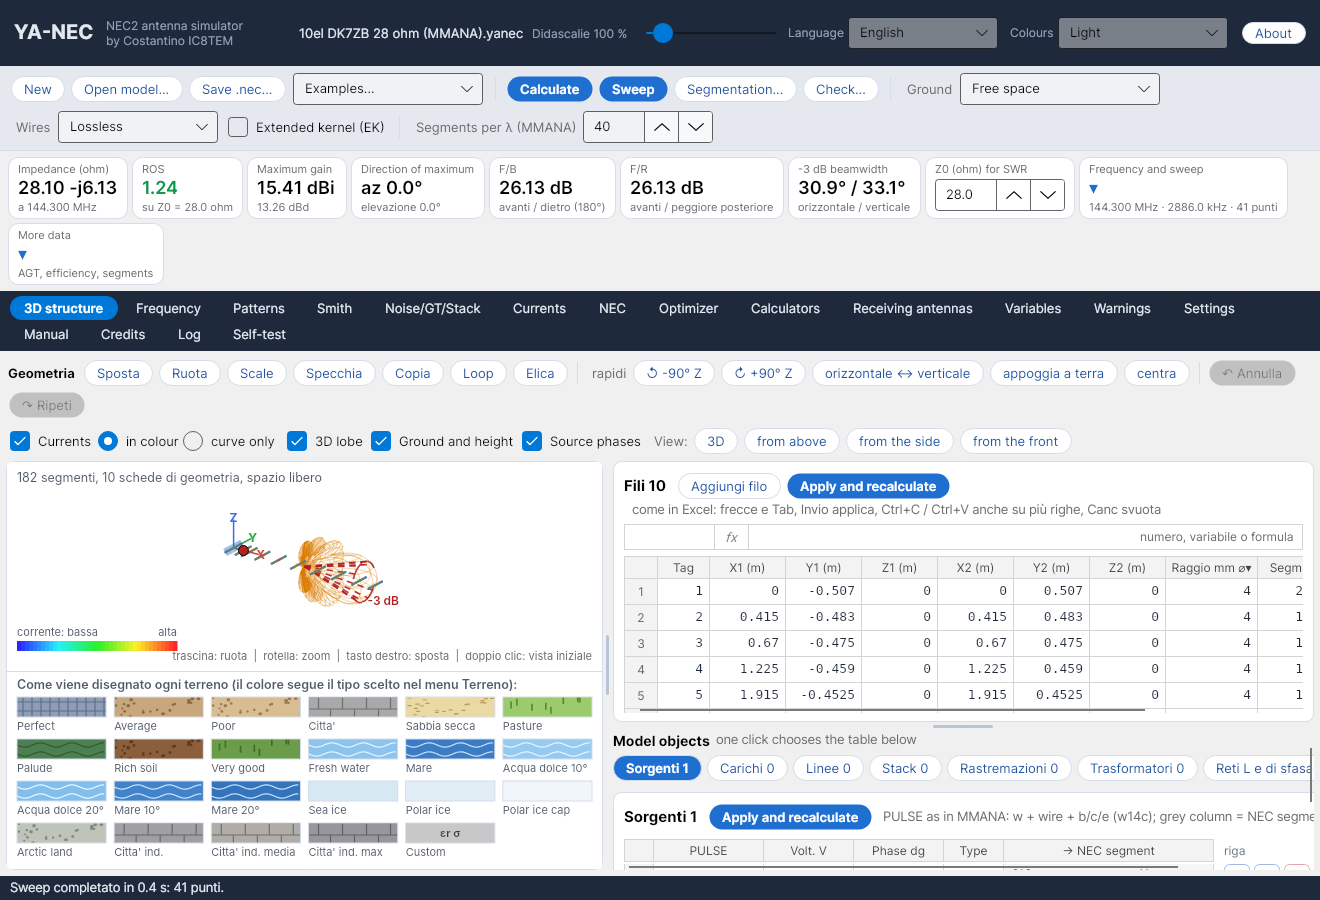 YA-NEC
NEC2 antenna simulator
by Costantino IC8TEM
10el DK7ZB 28 ohm (MMANA).yanec
Didascalie 100 %
Language
English
Colours
Light
About
New
Open model...
Save .nec...
Examples...
Calculate
Sweep
Segmentation...
Check...
Ground
Free space
Wires
Lossless
Extended kernel (EK)
Segments per λ (MMANA)
40
Impedance (ohm)
28.10 -j6.13
a 144.300 MHz
ROS
1.24
su Z0 = 28.0 ohm
Maximum gain
15.41 dBi
13.26 dBd
Direction of maximum
az 0.0°
elevazione 0.0°
F/B
26.13 dB
avanti / dietro (180°)
F/R
26.13 dB
avanti / peggiore posteriore
-3 dB beamwidth
30.9° / 33.1°
orizzontale / verticale
Z0 (ohm) for SWR
28.0
Frequency and sweep
▼
144.300 MHz · 2886.0 kHz · 41 punti
More data
▼
AGT, efficiency, segments
3D structure
Frequency
Patterns
Smith
Noise/GT/Stack
Currents
NEC
Optimizer
Calculators
Receiving antennas
Variables
Warnings
Settings
Manual
Credits
Log
Self-test
Geometria
Sposta
Ruota
Scale
Specchia
Copia
Loop
Elica
rapidi
↺ -90° Z
↻ +90° Z
orizzontale ↔ verticale
appoggia a terra
centra
↶ Annulla
↷ Ripeti
Currents
in colour
curve only
3D lobe
Ground and height
Source phases
View:
3D
from above
from the side
from the front
182 segmenti, 10 schede di geometria, spazio libero
Z
Y
X
-3 dB
corrente: bassa
alta
trascina: ruota | rotella: zoom | tasto destro: sposta | doppio clic: vista iniziale
Come viene disegnato ogni terreno (il colore segue il tipo scelto nel menu Terreno):
Perfect
Average
Poor
Citta'
Sabbia secca
Pasture
Palude
Rich soil
Very good
Fresh water
Mare
Acqua dolce 10°
Acqua dolce 20°
Mare 10°
Mare 20°
Sea ice
Polar ice
Polar ice cap
εr σ
Arctic land
Citta' ind.
Citta' ind. media
Citta' ind. max
Custom
Fili 10
Aggiungi filo
Apply and recalculate
come in Excel: frecce e Tab, Invio applica, Ctrl+C / Ctrl+V anche su più righe, Canc svuota
fx
numero, variabile o formula
Tag X1 (m) Y1 (m) Z1 (m) X2 (m) Y2 (m) Z2 (m) Raggio mm ⌀▾ Segm
1 1 0 -0.507 0 0 0.507 0 4 2
2 2 0.415 -0.483 0 0.415 0.483 0 4 1
3 3 0.67 -0.475 0 0.67 0.475 0 4 1
4 4 1.225 -0.459 0 1.225 0.459 0 4 1
5 5 1.915 -0.4525 0 1.915 0.4525 0 4 1
Model objects
one click chooses the table below
Sorgenti 1
Carichi 0
Linee 0
Stack 0
Rastremazioni 0
Trasformatori 0
Reti L e di sfasa
Sorgenti 1
Apply and recalculate
PULSE as in MMANA: w + wire + b/c/e (w14c); grey column = NEC segme
PULSE Volt. V Phase dg Type → NEC segment
riga
Sweep completato in 0.4 s: 41 punti.